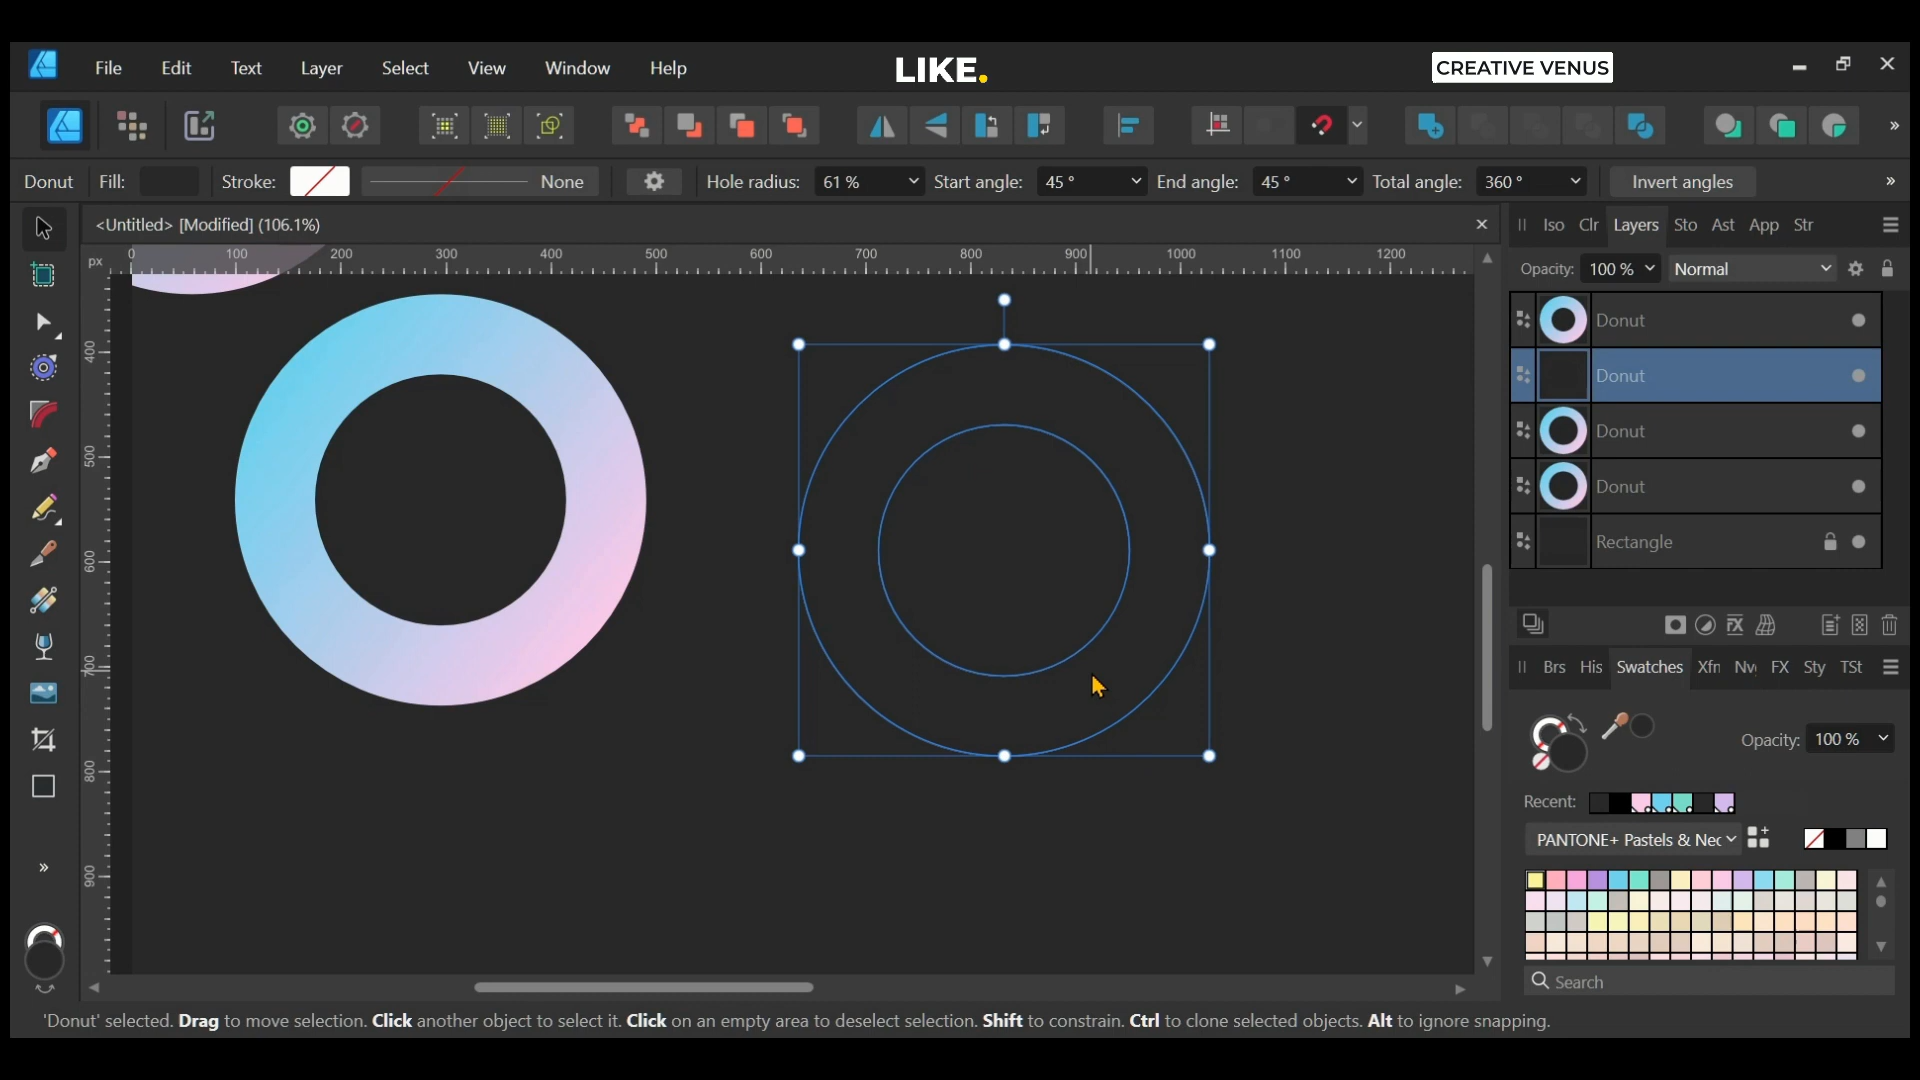 LIKE.
CREATIVE VENUS
File Edit Text Layer Select View Window Help
Donut Fill: Stroke: None Hole radius: 61 % Start angle: 45 ° End angle: 45 ° Total angle: 360 ° Invert angles
<Untitled> [Modified] (106.1%)
px 0 100 200 300 400 500 600 700 800 900 1000 1100 1200
400
500
600
700
800
900
Iso Clr Layers Sto Ast App Str
Opacity: 100 % Normal
Donut
Donut
Donut
Donut
Rectangle
Brs His Swatches Xfn Nv FX Sty TSt
Opacity: 100 %
Recent:
PANTONE+ Pastels & Nec
Search
'Donut' selected. Drag to move selection. Click another object to select it. Click on an empty area to deselect selection. Shift to constrain. Ctrl to clone selected objects. Alt to ignore snapping.